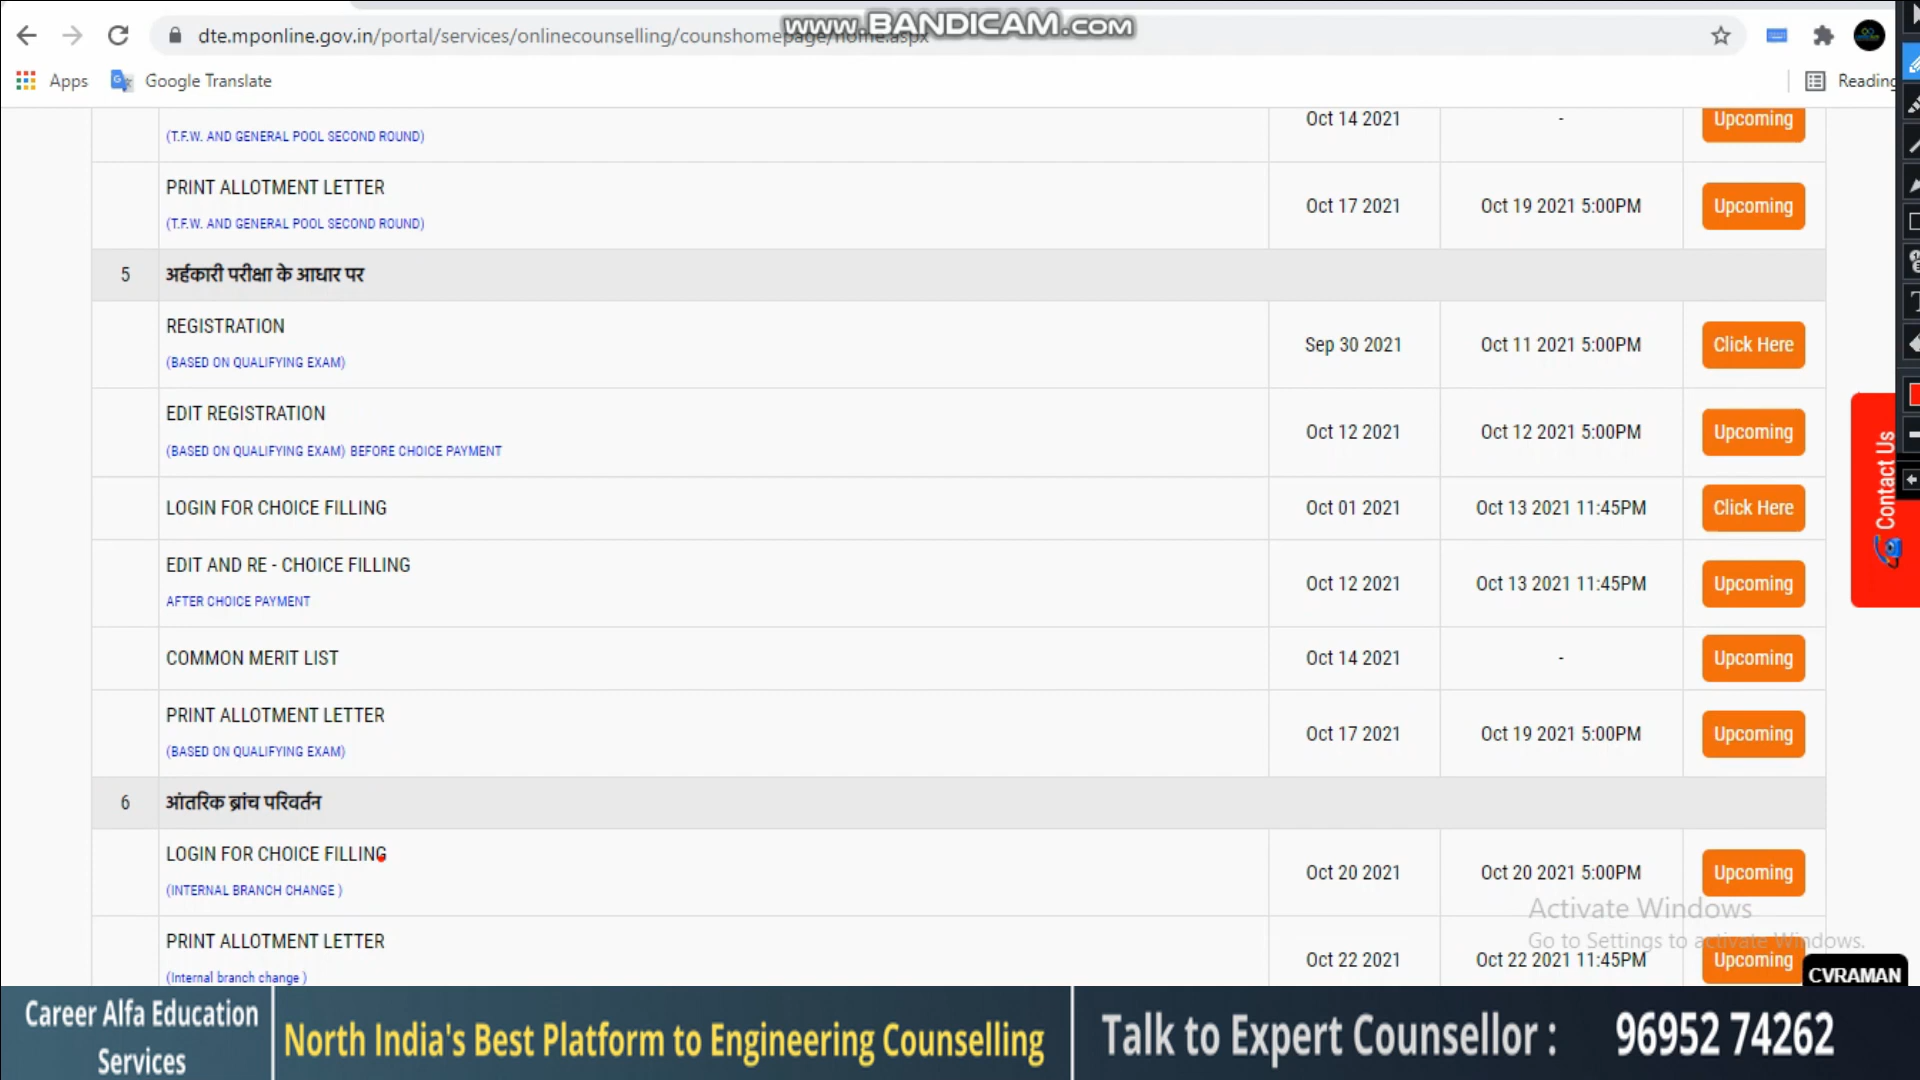 www.BANDICAM.com
dte.mponline.gov.in/portal/services/onlinecounselling/counshomepage/home.aspx
Apps
Google Translate
Reading
(T.F.W. AND GENERAL POOL SECOND ROUND)
Oct 14 2021
-
Upcoming
PRINT ALLOTMENT LETTER
(T.F.W. AND GENERAL POOL SECOND ROUND)
Oct 17 2021
Oct 19 2021 5:00PM
Upcoming
5
अर्हकारी परीक्षा के आधार पर
REGISTRATION
(BASED ON QUALIFYING EXAM)
Sep 30 2021
Oct 11 2021 5:00PM
Click Here
EDIT REGISTRATION
(BASED ON QUALIFYING EXAM) BEFORE CHOICE PAYMENT
Oct 12 2021
Oct 12 2021 5:00PM
Upcoming
LOGIN FOR CHOICE FILLING
Oct 01 2021
Oct 13 2021 11:45PM
Click Here
EDIT AND RE - CHOICE FILLING
AFTER CHOICE PAYMENT
Oct 12 2021
Oct 13 2021 11:45PM
Upcoming
COMMON MERIT LIST
Oct 14 2021
-
Upcoming
PRINT ALLOTMENT LETTER
(BASED ON QUALIFYING EXAM)
Oct 17 2021
Oct 19 2021 5:00PM
Upcoming
6
आंतरिक ब्रांच परिवर्तन
LOGIN FOR CHOICE FILLING
(INTERNAL BRANCH CHANGE )
Oct 20 2021
Oct 20 2021 5:00PM
Upcoming
PRINT ALLOTMENT LETTER
(Internal branch change )
Oct 22 2021
Oct 22 2021 11:45PM
Upcoming
Contact Us
Activate Windows
Go to Settings to activate Windows.
CVRAMAN
Career Alfa Education
Services
North India's Best Platform to Engineering Counselling
Talk to Expert Counsellor :
96952 74262